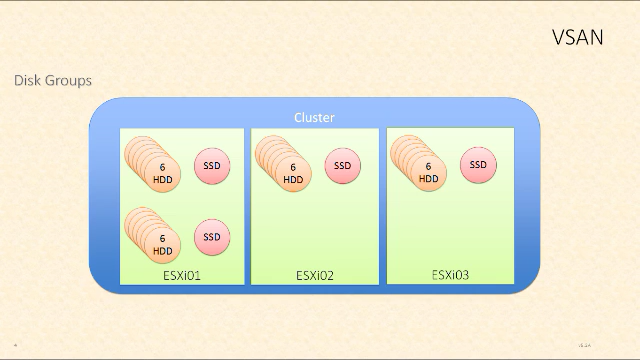 VSAN
Disk Groups
Cluster
6
HDD
SSD
6
HDD
SSD
6
HDD
SSD
6
HDD
SSD
ESXi01
ESXi02
ESXi03